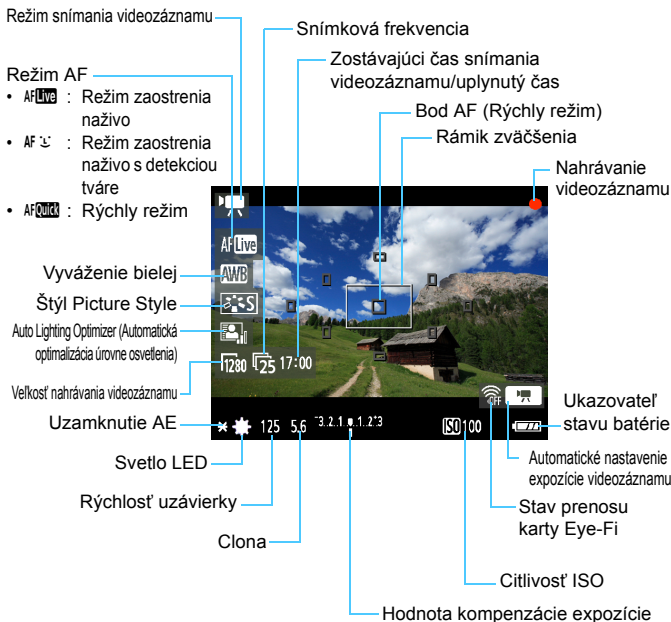 Režim snímania videozáznamu
Snímková frekvencia
Zostávajúci čas snímania
videozáznamu/uplynutý čas
Režim AF
• AF Live : Režim zaostrenia
naživo
• AF : Režim zaostrenia
naživo s detekciou
tváre
• AF Quick : Rýchly režim
Bod AF (Rýchly režim)
Rámik zväčšenia
Nahrávanie
videozáznamu
AF Live
Vyváženie bielej
AWB
Štýl Picture Style
S
Auto Lighting Optimizer (Automatická
optimalizácia úrovne osvetlenia)
Veľkosť nahrávania videozáznamu
1280 25 17:00
OFF
Uzamknutie AE
125 5.6 -3.2.1.0.1.2+3 ISO 100
Ukazovateľ
stavu batérie
Svetlo LED
Automatické nastavenie
expozície videozáznamu
Rýchlosť uzávierky
Stav prenosu
karty Eye-Fi
Clona
Citlivosť ISO
Hodnota kompenzácie expozície